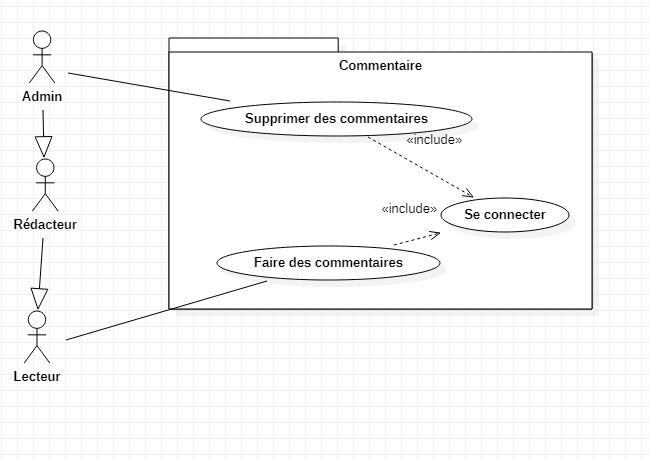 Commentaire
Admin
Supprimer des commentaires
«include»
Rédacteur
«include»
Se connecter
Faire des commentaires
Lecteur